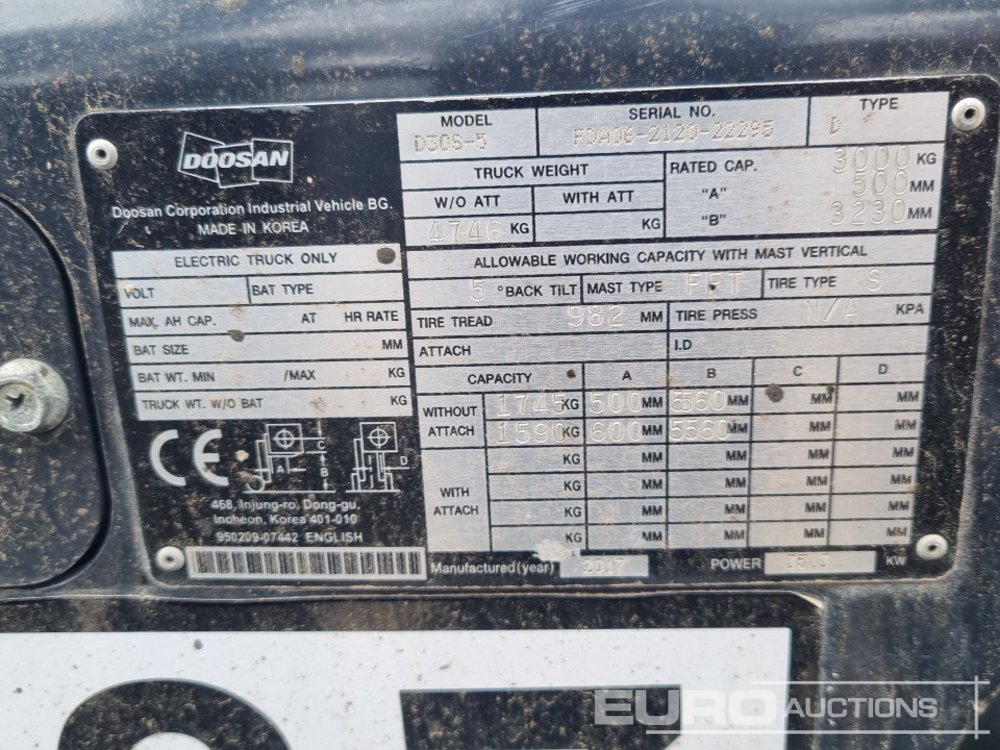 DOOSAN
Doosan Corporation Industrial Vehicle BG.
MADE IN KOREA
ELECTRIC TRUCK ONLY
VOLT BAT TYPE
MAX. AH CAP. AT HR RATE
BAT SIZE MM
BAT WT. MIN /MAX KG
TRUCK WT. W/O BAT KG
CE
C
A
B
D
468, Injung-ro, Dong-gu,
Incheon, Korea 401-010
950209-07442 ENGLISH
MODEL SERIAL NO. TYPE
D30S-5 FDA06-2120-22295 D
TRUCK WEIGHT
W/O ATT WITH ATT
4746 KG KG
RATED CAP. 3000 KG
"A" 500 MM
"B" 3230 MM
ALLOWABLE WORKING CAPACITY WITH MAST VERTICAL
5 °BACK TILT MAST TYPE FFT TIRE TYPE S
TIRE TREAD 982 MM TIRE PRESS N/A KPA
ATTACH I.D
CAPACITY A B C D
WITHOUT ATTACH 1745 KG 500 MM 5560 MM MM MM
1590 KG 600 MM 5560 MM MM MM
WITH ATTACH KG MM MM MM MM
KG MM MM MM MM
KG MM MM MM MM
KG MM MM MM MM
Manufactured (year) 2017 POWER KW
EURO AUCTIONS